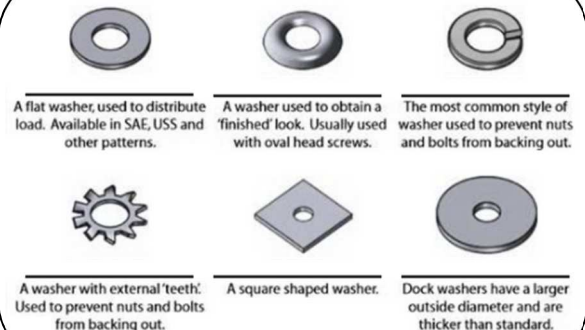 A flat washer, used to distribute
load. Available in SAE, USS and
other patterns.
A washer used to obtain a
'finished' look. Usually used
with oval head screws.
The most common style of
washer used to prevent nuts
and bolts from backing out.
A washer with external 'teeth'.
Used to prevent nuts and bolts
from backing out.
A square shaped washer.
Dock washers have a larger
outside diameter and are
thicker than standard.